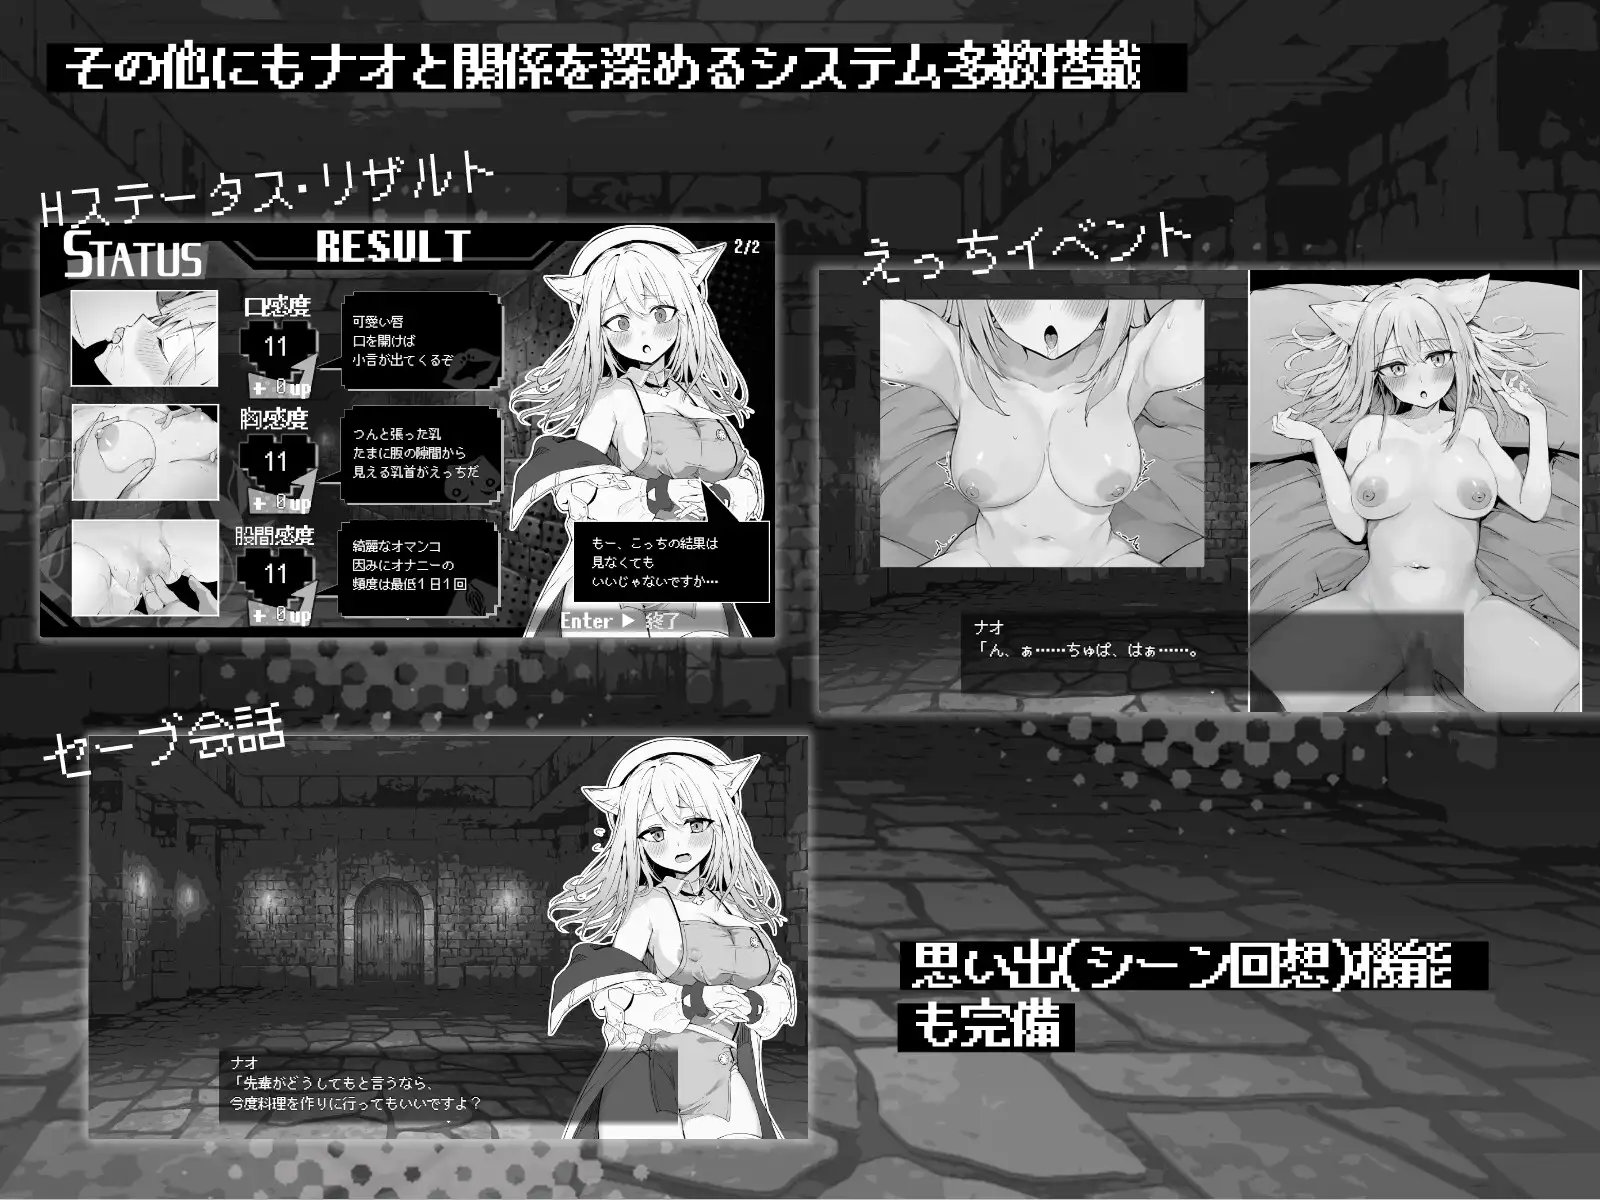 その他にもナオと関係を深めるシステム多数搭載
Hステータス・リザルト
STATUS
RESULT
2/2
口感度
11
+ 0up
可愛い唇
口を開けば
小言が出てくるぞ
胸感度
11
+ 0up
つんと張った乳
たまに服の隙間から
見える乳首がえっちだ
股間感度
11
+ 0up
綺麗なオマンコ
因みにオナニーの
頻度は最低1日1回
もー、こっちの結果は
見なくても
いいじゃないですか…
Enter ▶ 終了
えっちイベント
ナオ
「ん、ぁ……ちゅぱ、はぁ……。
セーブ会話
ナオ
「先輩がどうしてもと言うなら、
今度料理を作りに行ってもいいですよ？
思い出(シーン回想)機能
も完備